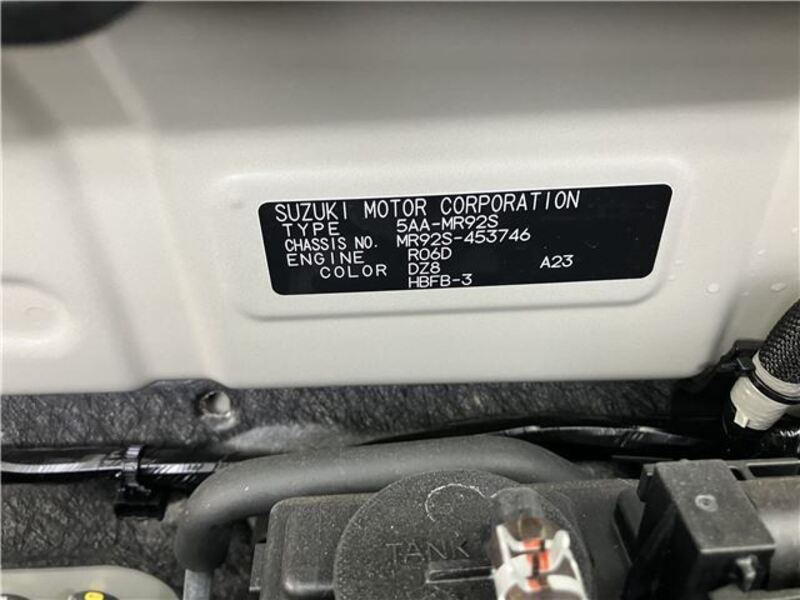 SUZUKI MOTOR CORPORATION
TYPE 5AA-MR92S
CHASSIS NO. MR92S-453746
ENGINE R06D
COLOR DZ8 A23
HBFB-3
TANK